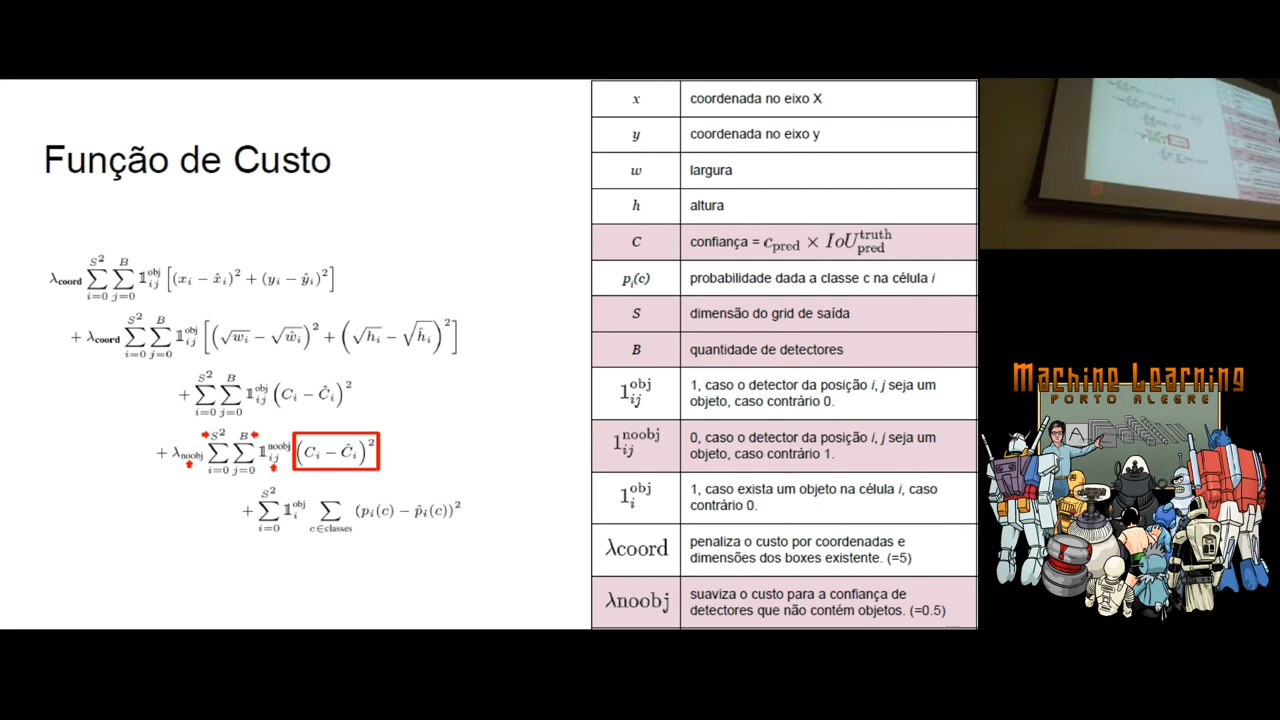 Função de Custo
λcoord ∑_{i=0}^{S²} ∑_{j=0}^{B} 𝟙_{ij}^{obj} [(x_i − x̂_i)² + (y_i − ŷ_i)²]
+ λcoord ∑_{i=0}^{S²} ∑_{j=0}^{B} 𝟙_{ij}^{obj} [(√w_i − √ŵ_i)² + (√h_i − √ĥ_i)²]
+ ∑_{i=0}^{S²} ∑_{j=0}^{B} 𝟙_{ij}^{obj} (C_i − Ĉ_i)²
+ λnoobj ∑_{i=0}^{S²} ∑_{j=0}^{B} 𝟙_{ij}^{noobj} (C_i − Ĉ_i)²
+ ∑_{i=0}^{S²} 𝟙_i^{obj} ∑_{c∈classes} (p_i(c) − p̂_i(c))²
x coordenada no eixo X
y coordenada no eixo y
w largura
h altura
C confiança = c_pred × IoU_pred^truth
p_i(c) probabilidade dada a classe c na célula i
S dimensão do grid de saída
B quantidade de detectores
1_{ij}^{obj} 1, caso o detector da posição i, j seja um
objeto, caso contrário 0.
1_{ij}^{noobj} 0, caso o detector da posição i, j seja um
objeto, caso contrário 1.
1_i^{obj} 1, caso exista um objeto na célula i, caso
contrário 0.
λcoord penaliza o custo por coordenadas e
dimensões dos boxes existente. (=5)
λnoobj suaviza o custo para a confiança de
detectores que não contém objetos. (=0.5)
Machine Learning
PORTO ALEGRE